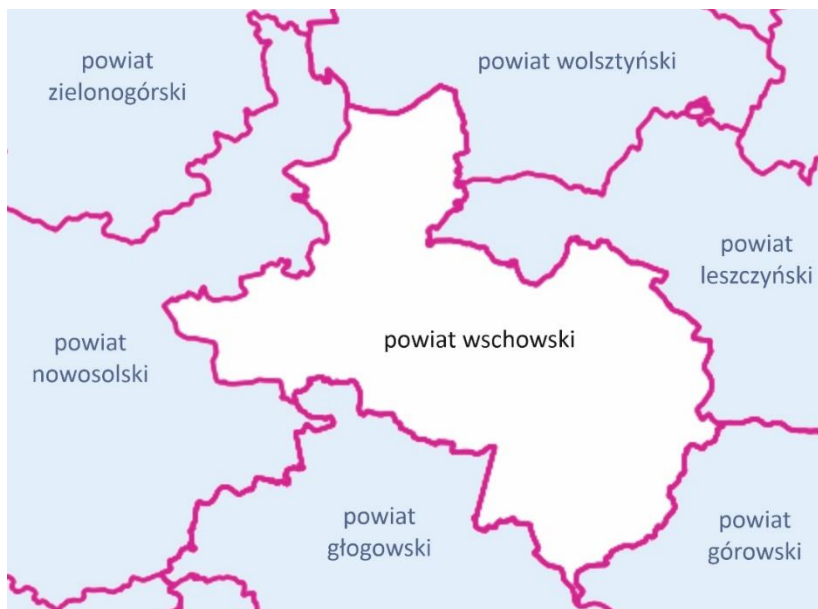 powiat
zielonogórski
powiat wolsztyński
powiat
leszczyński
powiat wschowski
powiat
nowosolski
powiat
głogowski
powiat
górowski